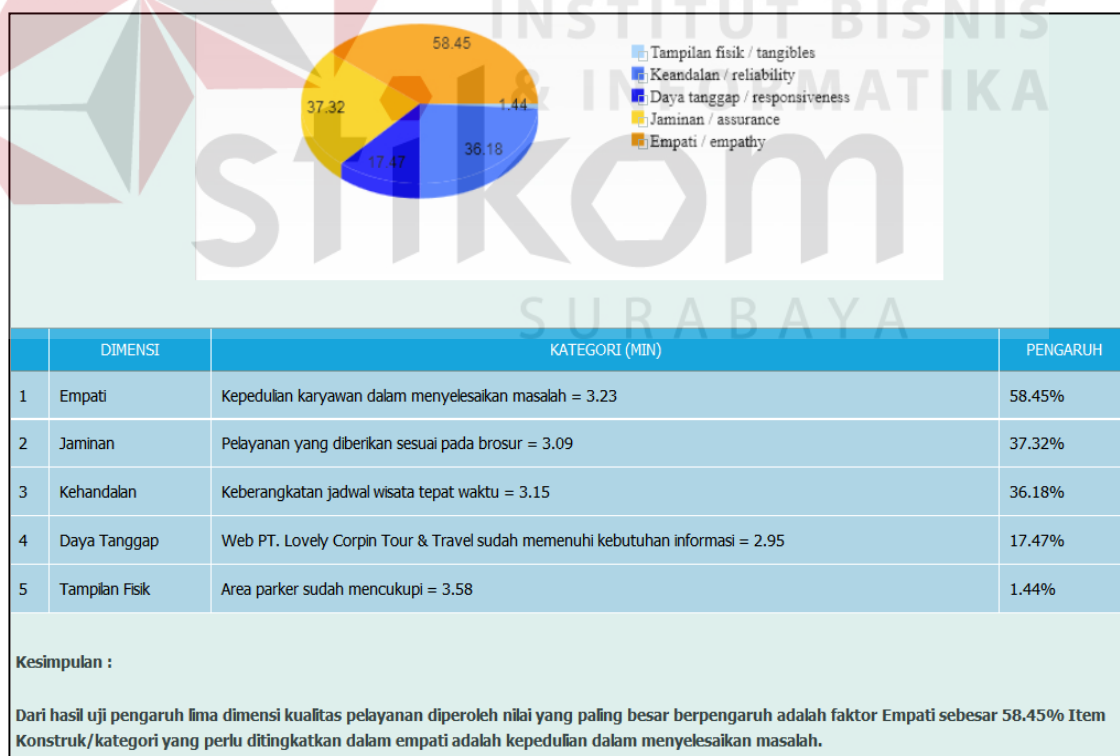 INSTITUT BISNIS
& INFORMATIKA
stikom
SURABAYA
58.45
37.32
1.44
17.47
36.18
Tampilan fisik / tangibles
Keandalan / reliability
Daya tanggap / responsiveness
Jaminan / assurance
Empati / empathy
DIMENSI KATEGORI (MIN) PENGARUH
1 Empati Kepedulian karyawan dalam menyelesaikan masalah = 3.23 58.45%
2 Jaminan Pelayanan yang diberikan sesuai pada brosur = 3.09 37.32%
3 Kehandalan Keberangkatan jadwal wisata tepat waktu = 3.15 36.18%
4 Daya Tanggap Web PT. Lovely Corpin Tour & Travel sudah memenuhi kebutuhan informasi = 2.95 17.47%
5 Tampilan Fisik Area parker sudah mencukupi = 3.58 1.44%
Kesimpulan :
Dari hasil uji pengaruh lima dimensi kualitas pelayanan diperoleh nilai yang paling besar berpengaruh adalah faktor Empati sebesar 58.45% Item
Konstruk/kategori yang perlu ditingkatkan dalam empati adalah kepedulian dalam menyelesaikan masalah.